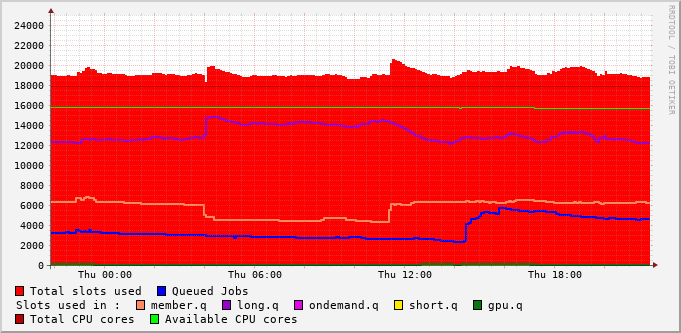 RRDTOOL / TOBI OETIKER
24000
22000
20000
18000
16000
14000
12000
10000
8000
6000
4000
2000
0
Thu 00:00 Thu 06:00 Thu 12:00 Thu 18:00
Total slots used Queued Jobs
Slots used in : member.q long.q ondemand.q short.q gpu.q
Total CPU cores Available CPU cores